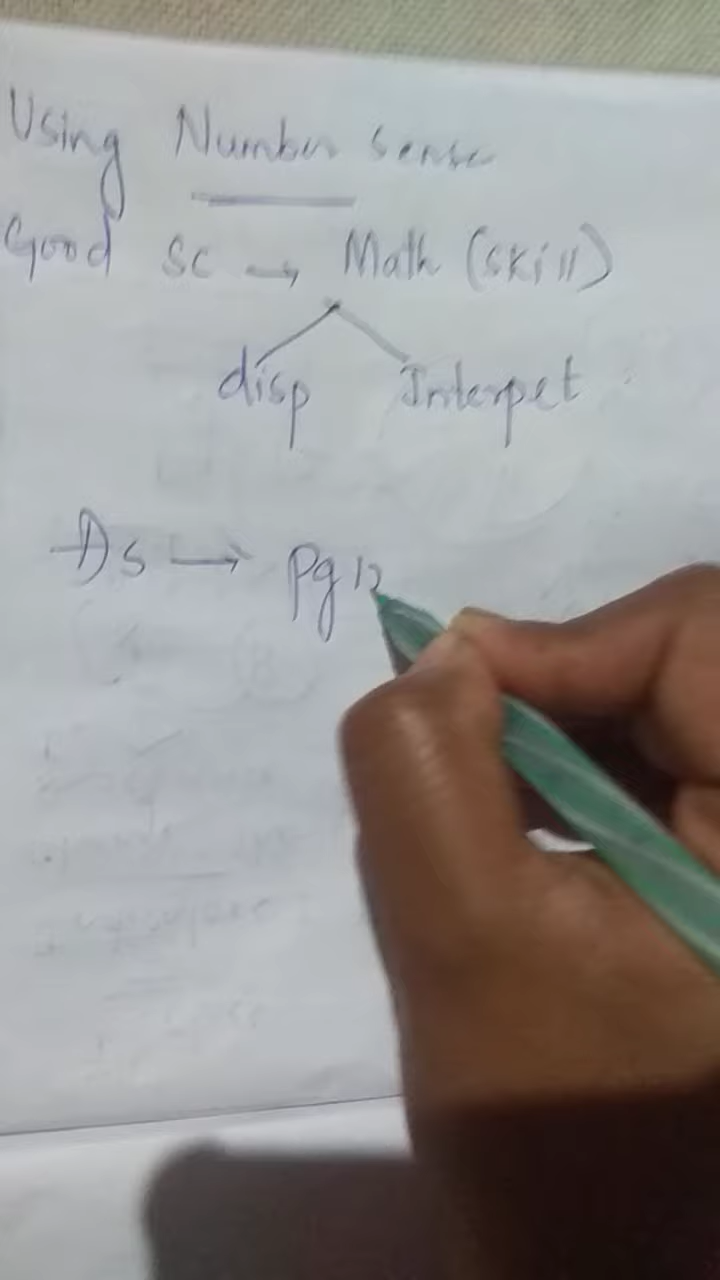 Using Number sense
Good sc → Math (skill)
disp Interpet
Ds → Pg 12